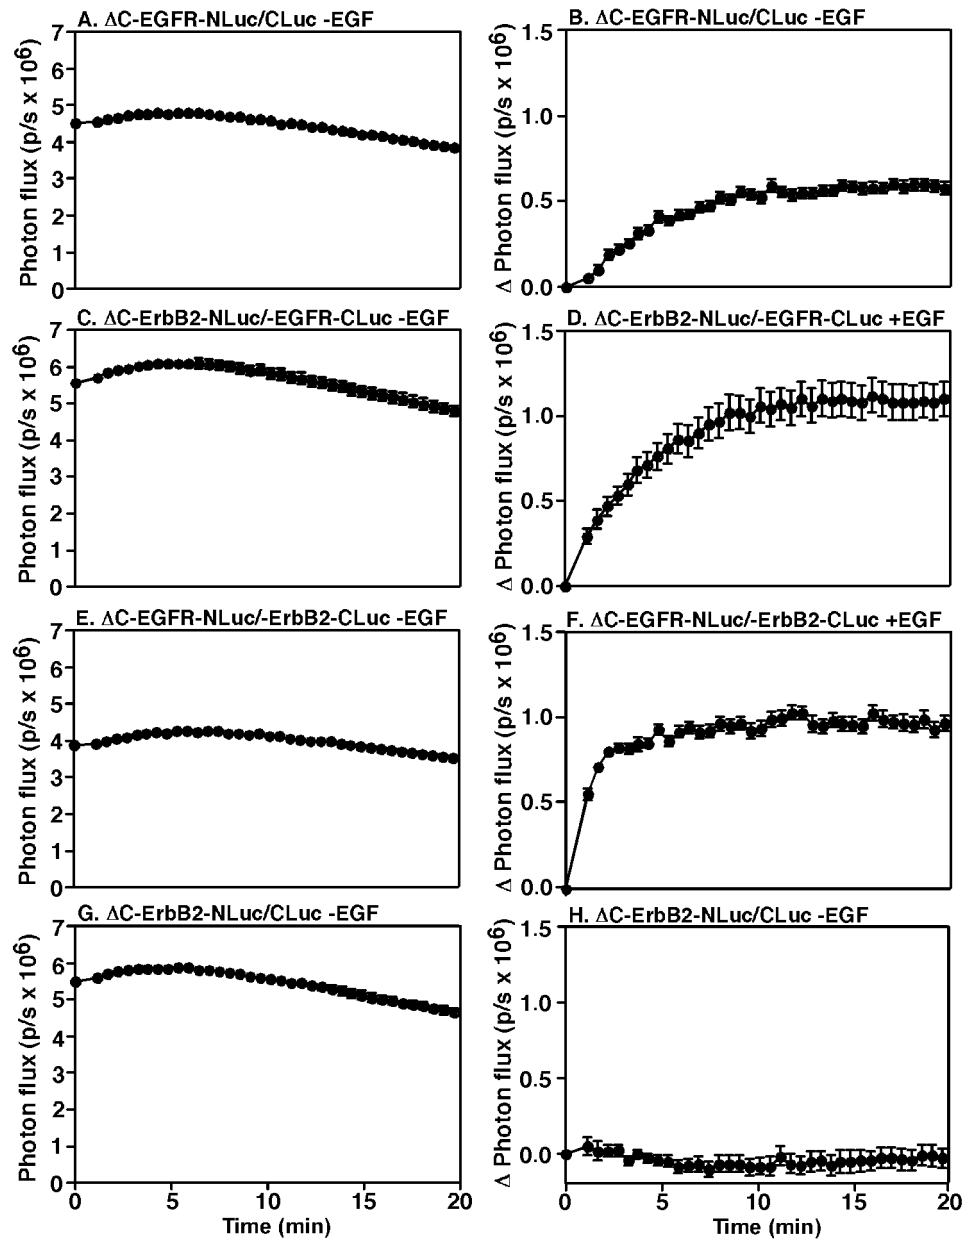 A. ΔC-EGFR-NLuc/CLuc -EGF
7
6
5
4
3
2
1
0
Photon flux (p/s x 10⁶)
B. ΔC-EGFR-NLuc/CLuc -EGF
1.5
1.0
0.5
0.0
Δ Photon flux (p/s x 10⁶)
C. ΔC-ErbB2-NLuc/-EGFR-CLuc -EGF
7
6
5
4
3
2
1
0
Photon flux (p/s x 10⁶)
D. ΔC-ErbB2-NLuc/-EGFR-CLuc +EGF
1.5
1.0
0.5
0.0
Δ Photon flux (p/s x 10⁶)
E. ΔC-EGFR-NLuc/-ErbB2-CLuc -EGF
7
6
5
4
3
2
1
0
Photon flux (p/s x 10⁶)
F. ΔC-EGFR-NLuc/-ErbB2-CLuc +EGF
1.5
1.0
0.5
0.0
Δ Photon flux (p/s x 10⁶)
G. ΔC-ErbB2-NLuc/CLuc -EGF
7
6
5
4
3
2
1
0
Photon flux (p/s x 10⁶)
0 5 10 15 20
Time (min)
H. ΔC-ErbB2-NLuc/CLuc -EGF
1.5
1.0
0.5
0.0
Δ Photon flux (p/s x 10⁶)
0 5 10 15 20
Time (min)